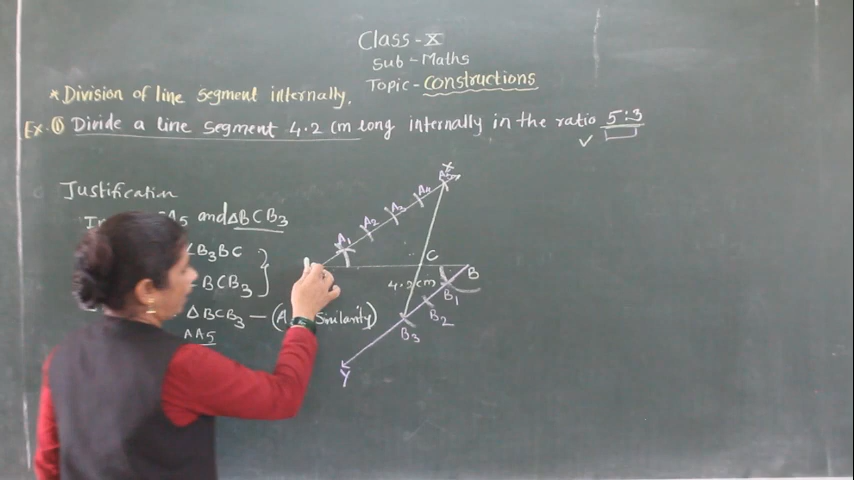 Class - X
Sub - Maths
Topic - Constructions
* Division of line segment internally.
Ex. ① Divide a line segment 4.2 cm long internally in the ratio 5:3
✓
Justification
In A5 and ΔBCB3
∠B3BC
BCB3
ΔBCB3 — (A Similarity)
AA5
X
A4
A3
A2
A1
C
B
4.2 cm
B1
B2
B3
Y